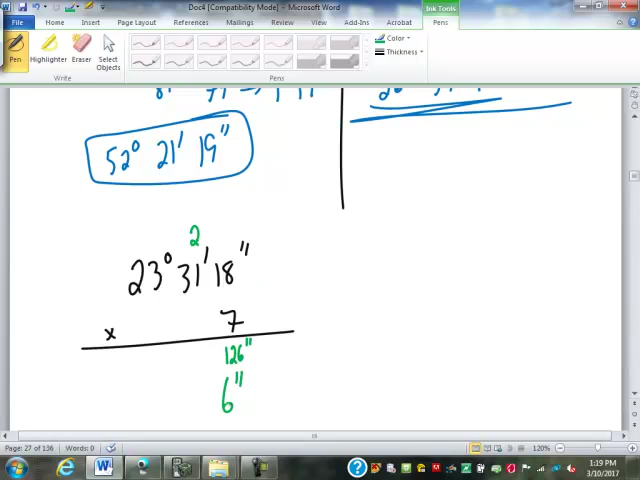 Doc4 [Compatibility Mode] - Microsoft Word
Ink Tools
File Home Insert Page Layout References Mailings Review View Add-Ins Acrobat Pens
Pen
Highlighter
Eraser
Select Objects
Color
Thickness
Write
Pens
52° 21' 19"
2
23° 31' 18"
x 7
126"
6"
Page: 27 of 136 Words: 0 120%
1:19 PM
3/10/2017